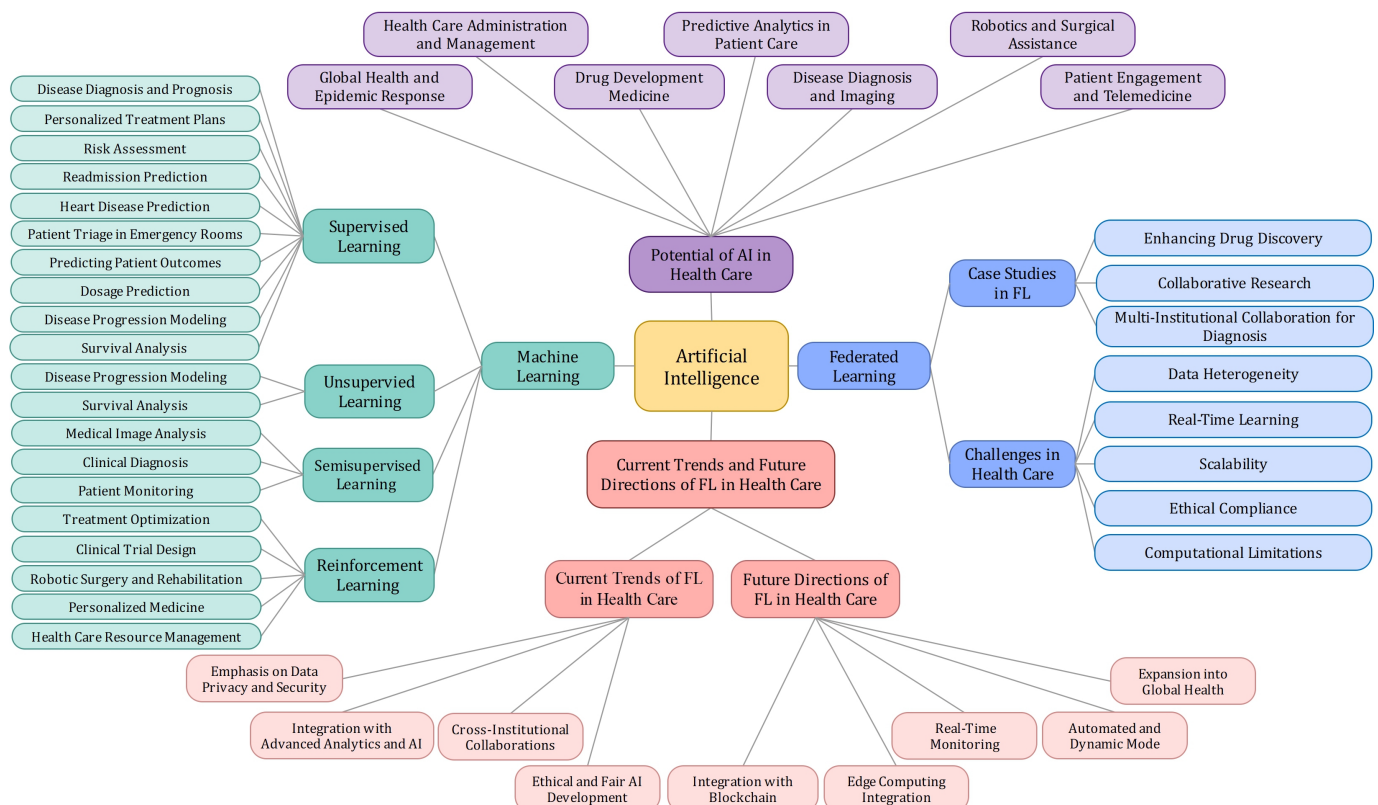 Health Care Administration
and Management
Predictive Analytics in
Patient Care
Robotics and Surgical
Assistance
Global Health and
Epidemic Response
Drug Development
Medicine
Disease Diagnosis
and Imaging
Patient Engagement
and Telemedicine
Potential of AI in
Health Care
Artificial
Intelligence
Machine
Learning
Supervised
Learning
Disease Diagnosis and Prognosis
Personalized Treatment Plans
Risk Assessment
Readmission Prediction
Heart Disease Prediction
Patient Triage in Emergency Rooms
Predicting Patient Outcomes
Dosage Prediction
Disease Progression Modeling
Survival Analysis
Unsupervied
Learning
Disease Progression Modeling
Survival Analysis
Semisupervised
Learning
Medical Image Analysis
Clinical Diagnosis
Patient Monitoring
Reinforcement
Learning
Treatment Optimization
Clinical Trial Design
Robotic Surgery and Rehabilitation
Personalized Medicine
Health Care Resource Management
Federated
Learning
Case Studies
in FL
Enhancing Drug Discovery
Collaborative Research
Multi-Institutional Collaboration for
Diagnosis
Challenges in
Health Care
Data Heterogeneity
Real-Time Learning
Scalability
Ethical Compliance
Computational Limitations
Current Trends and Future
Directions of FL in Health Care
Current Trends of FL
in Health Care
Emphasis on Data
Privacy and Security
Integration with
Advanced Analytics and AI
Cross-Institutional
Collaborations
Ethical and Fair AI
Development
Future Directions of
FL in Health Care
Integration with
Blockchain
Edge Computing
Integration
Real-Time
Monitoring
Automated and
Dynamic Mode
Expansion into
Global Health